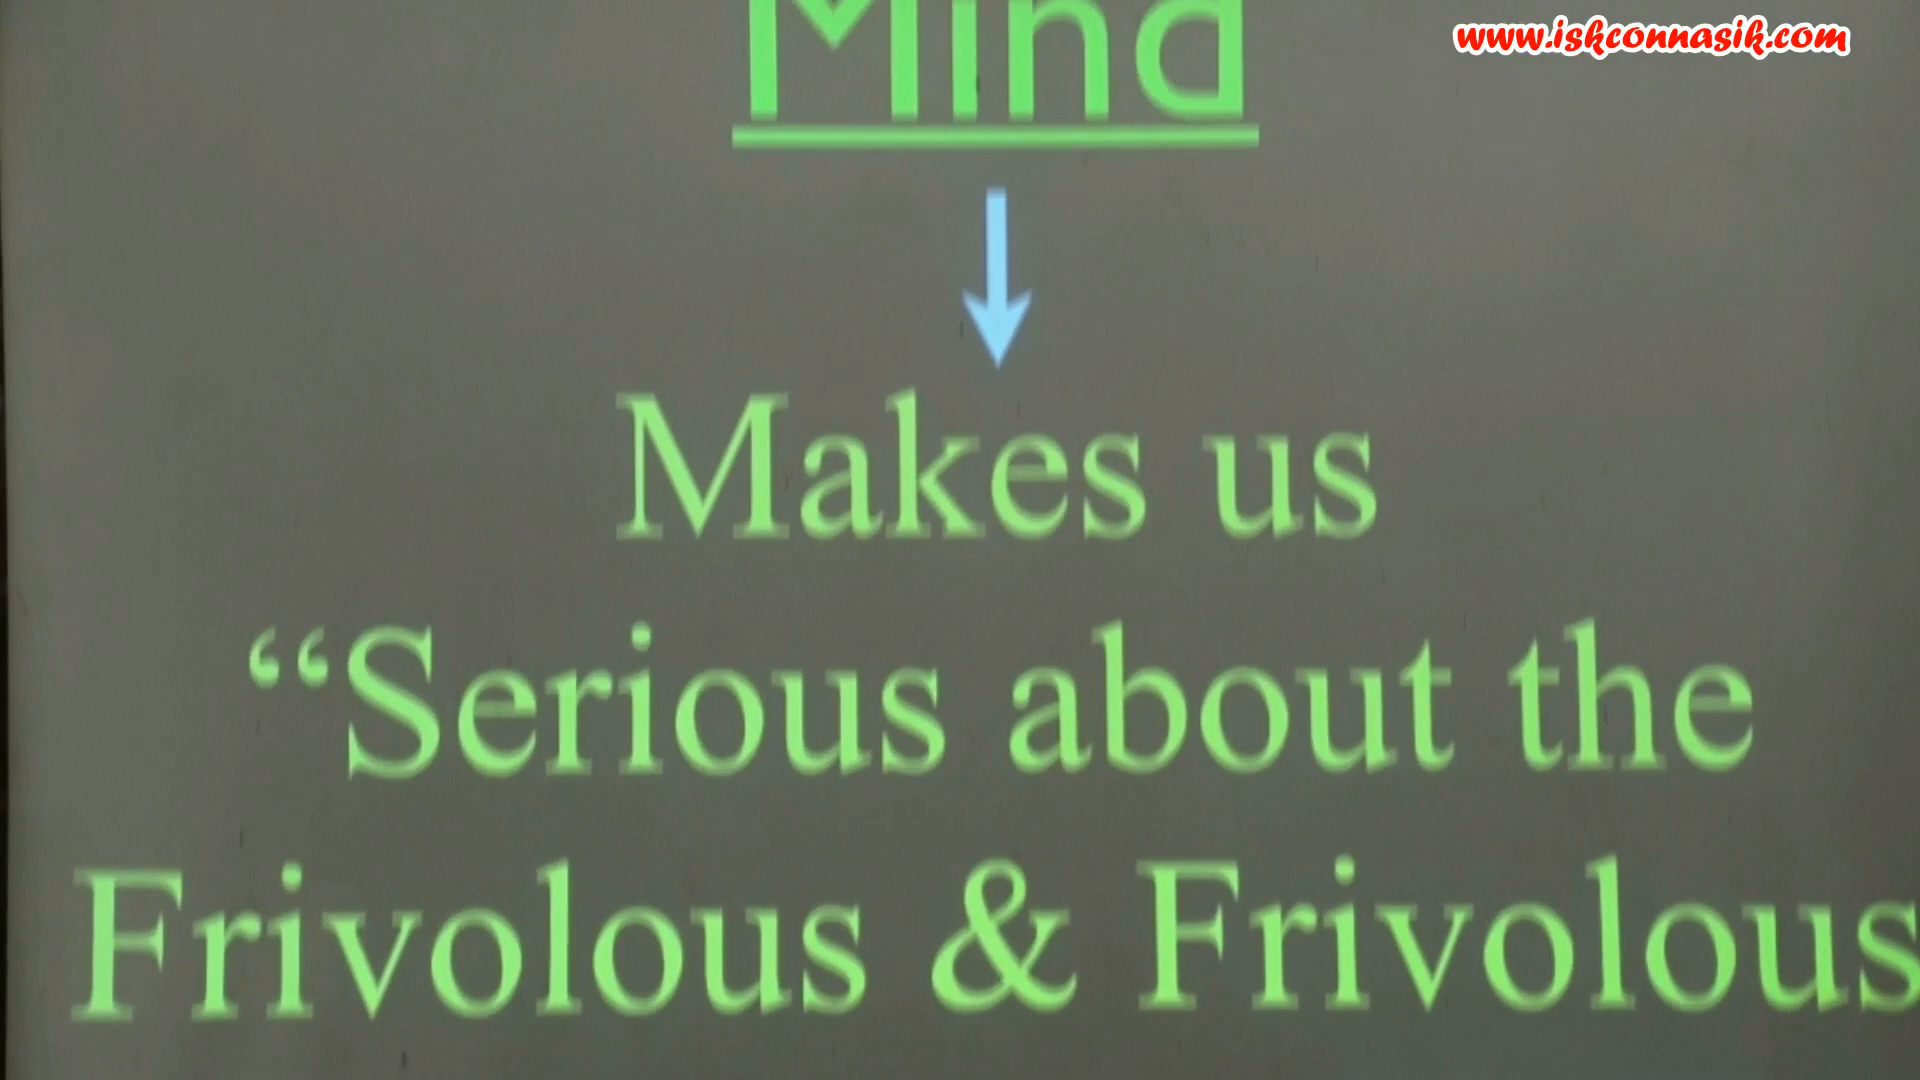 www.iskconnasik.com
Mind
Makes us
“Serious about the
Frivolous & Frivolous